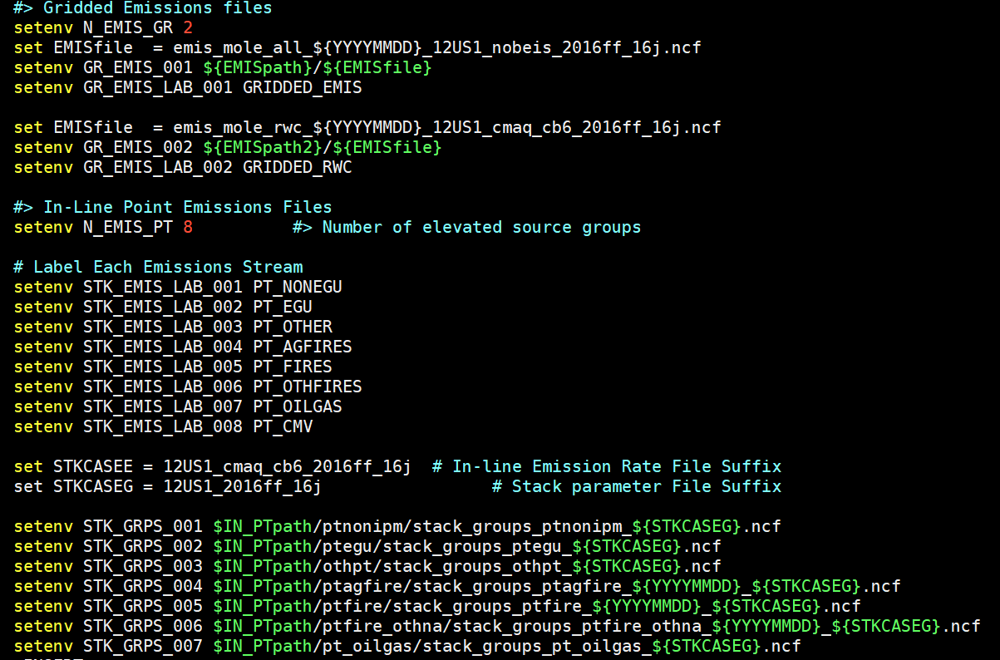 #> Gridded Emissions files
setenv N_EMIS_GR 2
set EMISfile  = emis_mole_all_${YYYYMMDD}_12US1_nobeis_2016ff_16j.ncf
setenv GR_EMIS_001 ${EMISpath}/${EMISfile}
setenv GR_EMIS_LAB_001 GRIDDED_EMIS
set EMISfile  = emis_mole_rwc_${YYYYMMDD}_12US1_cmaq_cb6_2016ff_16j.ncf
setenv GR_EMIS_002 ${EMISpath2}/${EMISfile}
setenv GR_EMIS_LAB_002 GRIDDED_RWC
#> In-Line Point Emissions Files
setenv N_EMIS_PT 8          #> Number of elevated source groups
# Label Each Emissions Stream
setenv STK_EMIS_LAB_001 PT_NONEGU
setenv STK_EMIS_LAB_002 PT_EGU
setenv STK_EMIS_LAB_003 PT_OTHER
setenv STK_EMIS_LAB_004 PT_AGFIRES
setenv STK_EMIS_LAB_005 PT_FIRES
setenv STK_EMIS_LAB_006 PT_OTHFIRES
setenv STK_EMIS_LAB_007 PT_OILGAS
setenv STK_EMIS_LAB_008 PT_CMV
set STKCASEE = 12US1_cmaq_cb6_2016ff_16j  # In-line Emission Rate File Suffix
set STKCASEG = 12US1_2016ff_16j                 # Stack parameter File Suffix
setenv STK_GRPS_001 $IN_PTpath/ptnonipm/stack_groups_ptnonipm_${STKCASEG}.ncf
setenv STK_GRPS_002 $IN_PTpath/ptegu/stack_groups_ptegu_${STKCASEG}.ncf
setenv STK_GRPS_003 $IN_PTpath/othpt/stack_groups_othpt_${STKCASEG}.ncf
setenv STK_GRPS_004 $IN_PTpath/ptagfire/stack_groups_ptagfire_${YYYYMMDD}_${STKCASEG}.ncf
setenv STK_GRPS_005 $IN_PTpath/ptfire/stack_groups_ptfire_${YYYYMMDD}_${STKCASEG}.ncf
setenv STK_GRPS_006 $IN_PTpath/ptfire_othna/stack_groups_ptfire_othna_${YYYYMMDD}_${STKCASEG}.ncf
setenv STK_GRPS_007 $IN_PTpath/pt_oilgas/stack_groups_pt_oilgas_${STKCASEG}.ncf